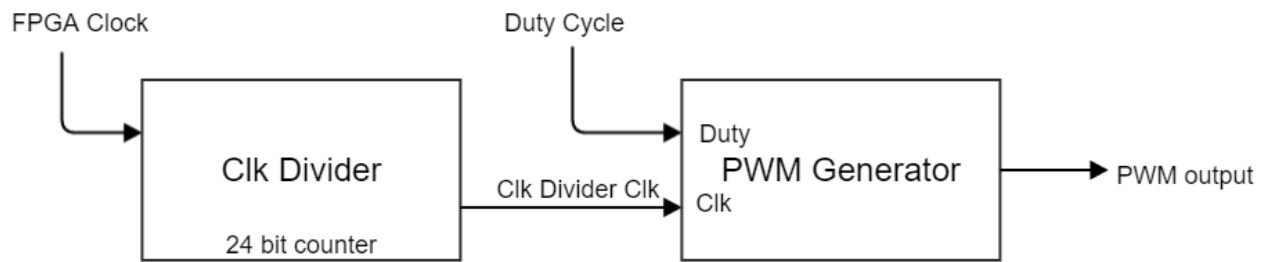 FPGA Clock
Duty Cycle
Clk Divider
24 bit counter
Clk Divider Clk
Duty
PWM Generator
Clk
PWM output